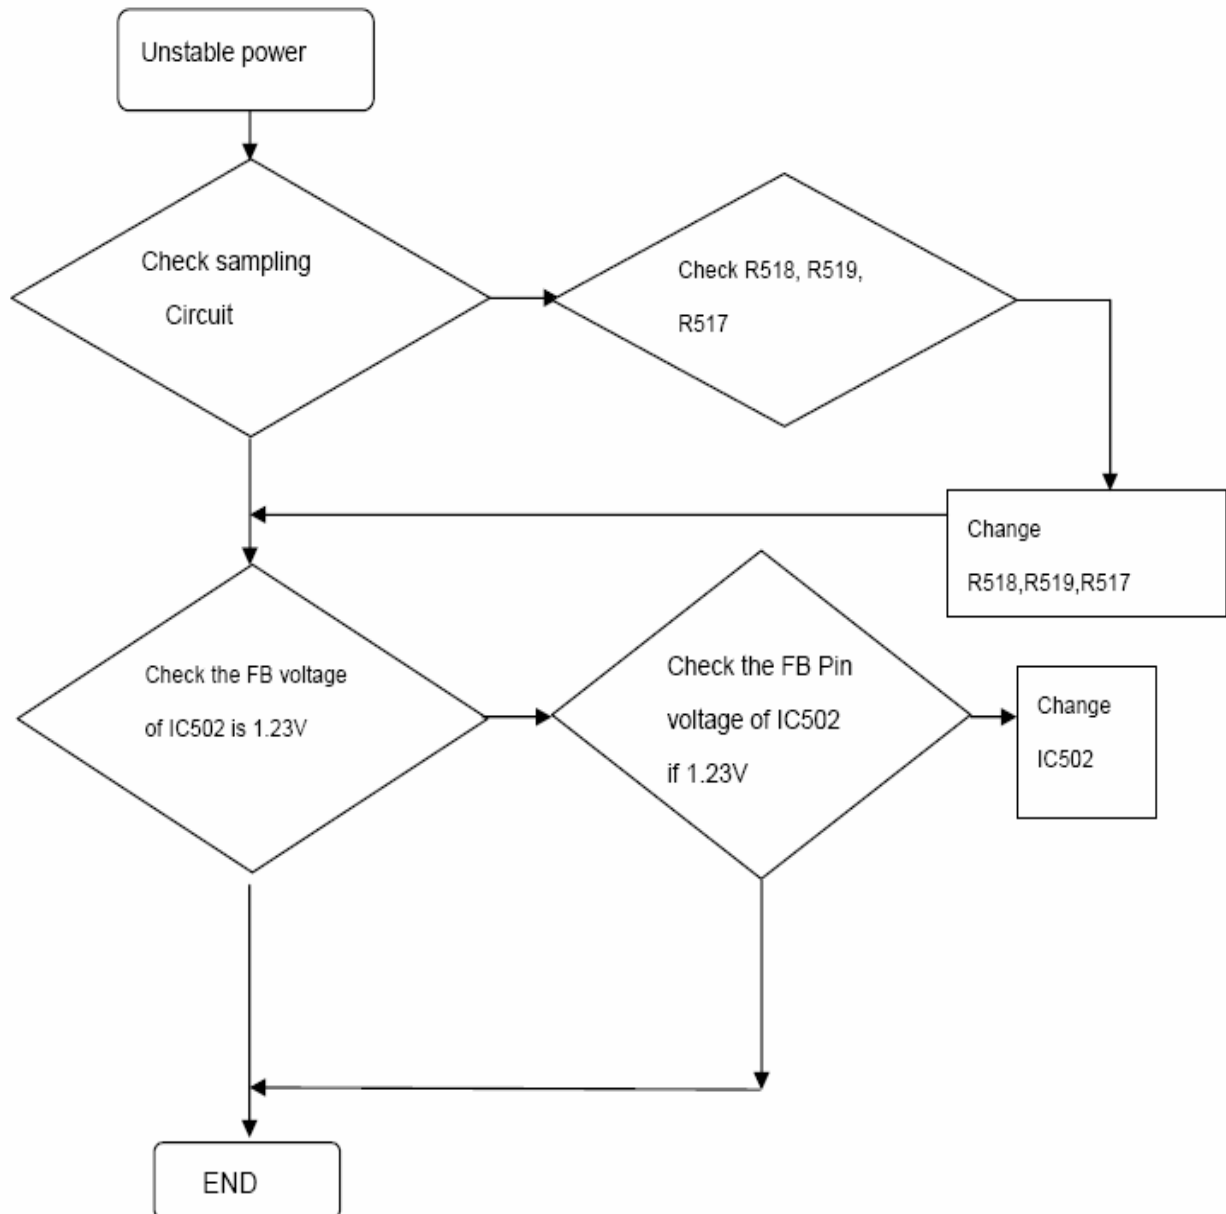 Unstable power
Check sampling
Circuit
Check R518, R519,
R517
Change
R518,R519,R517
Check the FB voltage
of IC502 is 1.23V
Check the FB Pin
voltage of IC502
if 1.23V
Change
IC502
END